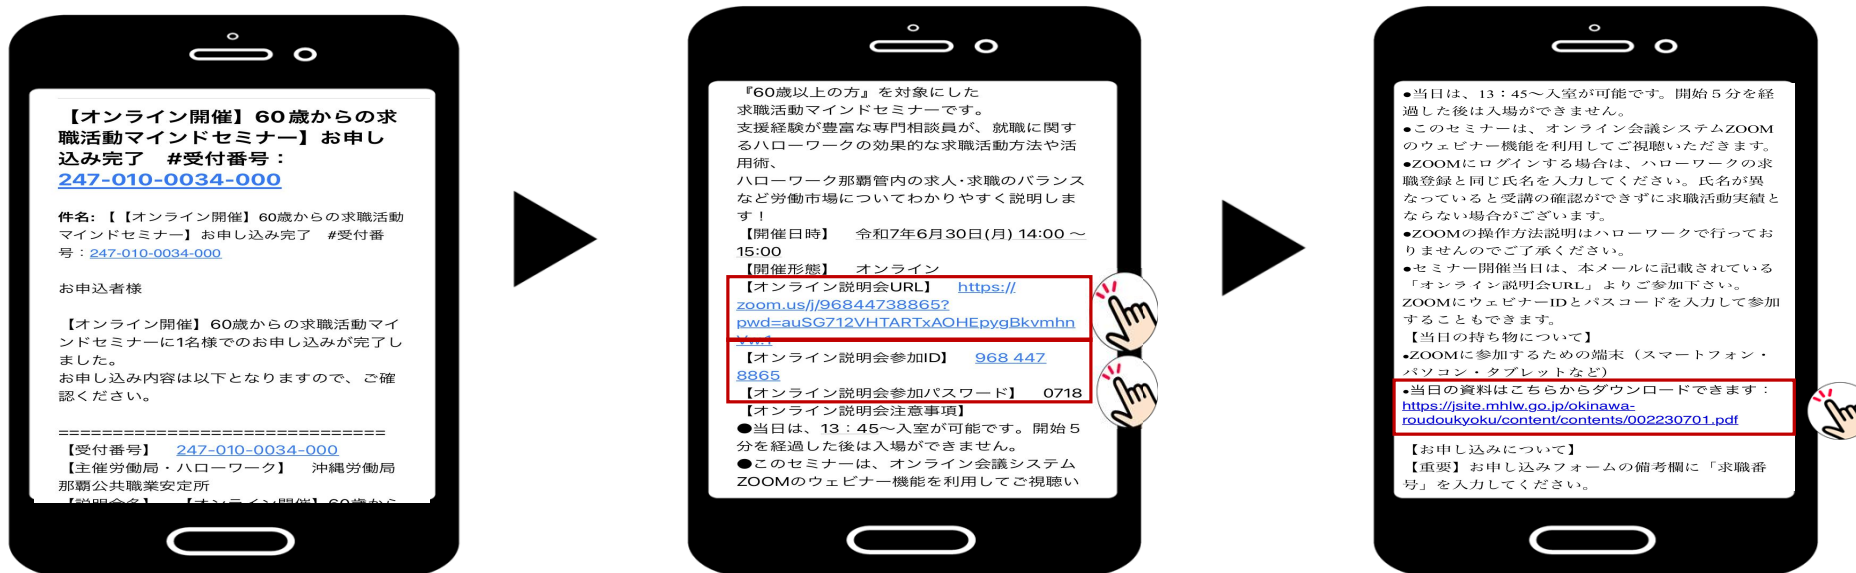 【オンライン開催】60歳からの求
職活動マインドセミナー】お申し
込み完了　#受付番号：
247-010-0034-000
件名:【【オンライン開催】60歳からの求職活動
マインドセミナー】お申し込み完了　#受付番
号：247-010-0034-000
お申込者様
【オンライン開催】60歳からの求職活動マイ
ンドセミナーに1名様でのお申し込みが完了し
ました。
お申し込み内容は以下となりますので、ご確
認ください。
==============================
【受付番号】　247-010-0034-000
【主催労働局・ハローワーク】　沖縄労働局
那覇公共職業安定所
【説明会名】　【オンライン開催】60歳から
『60歳以上の方』を対象にした
求職活動マインドセミナーです。
支援経験が豊富な専門相談員が、就職に関す
るハローワークの効果的な求職活動方法や活
用術、
ハローワーク那覇管内の求人･求職のバランス
など労働市場についてわかりやすく説明しま
す！
【開催日時】　令和7年6月30日(月) 14:00 ～
15:00
【開催形態】　オンライン
【オンライン説明会URL】　https://
zoom.us/j/96844738865?
pwd=auSG712VHTARTxAOHEpygBkvmhn
Vw.1
【オンライン説明会参加ID】　968 447
8865
【オンライン説明会参加パスワード】　0718
【オンライン説明会注意事項】
●当日は、13：45～入室が可能です。開始５
分を経過した後は入場ができません。
●このセミナーは、オンライン会議システム
ZOOMのウェビナー機能を利用してご視聴い
●当日は、13：45～入室が可能です。開始５分を経
過した後は入場ができません。
●このセミナーは、オンライン会議システムZOOM
のウェビナー機能を利用してご視聴いただきます。
●ZOOMにログインする場合は、ハローワークの求
職登録と同じ氏名を入力してください。氏名が異
なっていると受講の確認ができずに求職活動実績と
ならない場合がございます。
●ZOOMの操作方法説明はハローワークで行ってお
りませんのでご了承ください。
●セミナー開催当日は、本メールに記載されている
「オンライン説明会URL」よりご参加下さい。
ZOOMにウェビナーIDとパスコードを入力して参加
することもできます。
【当日の持ち物について】
●ZOOMに参加するための端末（スマートフォン・
パソコン・タブレットなど）
●当日の資料はこちらからダウンロードできます：
https://jsite.mhlw.go.jp/okinawa-
roudoukyoku/content/contents/002230701.pdf
【お申し込みについて】
【重要】お申し込みフォームの備考欄に「求職番
号」を入力してください。